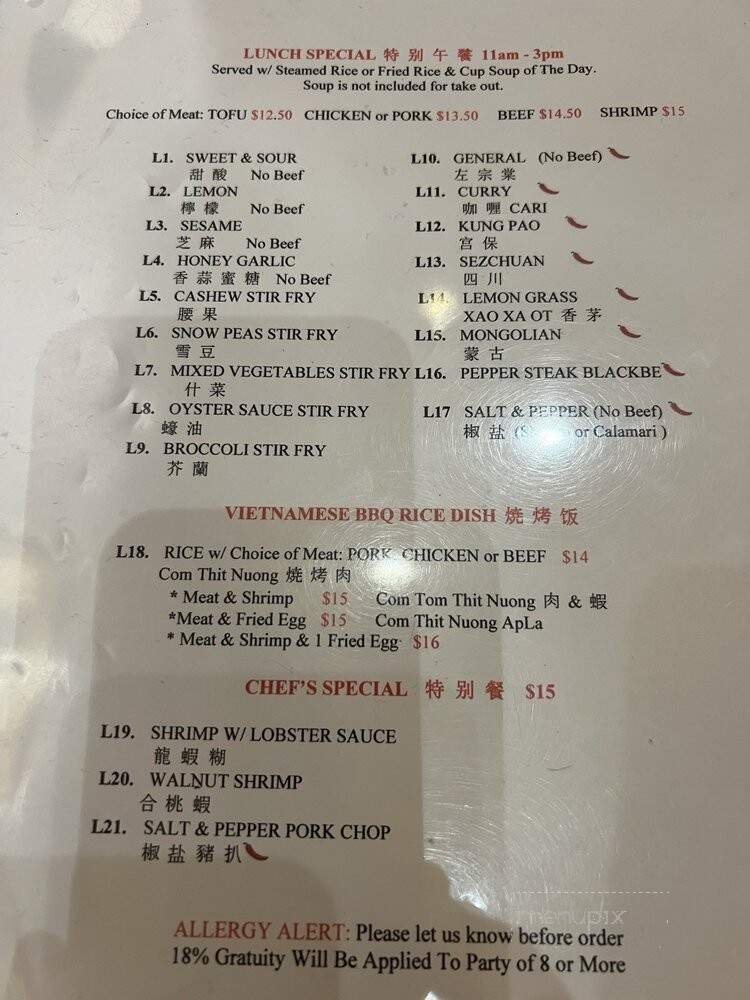 LUNCH SPECIAL 特别午餐 11am - 3pm
Served w/ Steamed Rice or Fried Rice & Cup Soup of The Day.
Soup is not included for take out.
Choice of Meat: TOFU $12.50 CHICKEN or PORK $13.50 BEEF $14.50 SHRIMP $15
L1. SWEET & SOUR
甜酸 No Beef
L2. LEMON
檸檬 No Beef
L3. SESAME
芝麻 No Beef
L4. HONEY GARLIC
香蒜蜜糖 No Beef
L5. CASHEW STIR FRY
腰果
L6. SNOW PEAS STIR FRY
雪豆
L7. MIXED VEGETABLES STIR FRY
什菜
L8. OYSTER SAUCE STIR FRY
蠔油
L9. BROCCOLI STIR FRY
芥蘭
L10. GENERAL (No Beef)
左宗棠
L11. CURRY
咖喱 CARI
L12. KUNG PAO
宫保
L13. SEZCHUAN
四川
L14. LEMON GRASS
XAO XA OT 香茅
L15. MONGOLIAN
蒙古
L16. PEPPER STEAK BLACKBE
L17 SALT & PEPPER (No Beef)
椒盐 or Calamari )
VIETNAMESE BBQ RICE DISH 燒烤饭
L18. RICE w/ Choice of Meat: PORK CHICKEN or BEEF $14
Com Thit Nuong 燒烤肉
* Meat & Shrimp $15 Com Tom Thit Nuong 肉 & 蝦
*Meat & Fried Egg $15 Com Thit Nuong ApLa
* Meat & Shrimp & 1 Fried Egg $16
CHEF'S SPECIAL 特别餐 $15
L19. SHRIMP W/ LOBSTER SAUCE
龍蝦糊
L20. WALNUT SHRIMP
合桃蝦
L21. SALT & PEPPER PORK CHOP
椒盐豬扒
menupix
ALLERGY ALERT: Please let us know before order
18% Gratuity Will Be Applied To Party of 8 or More